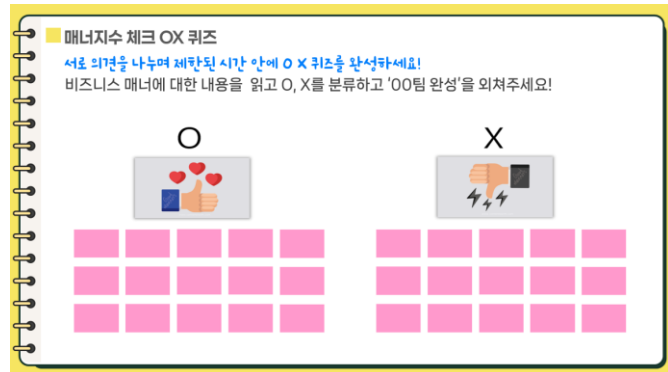 매너지수 체크 OX 퀴즈
서로 의견을 나누며 제한된 시간 안에 O X 퀴즈를 완성하세요!
비즈니스 매너에 대한 내용을 읽고 O, X를 분류하고 '00팀 완성'을 외쳐주세요!
O
X